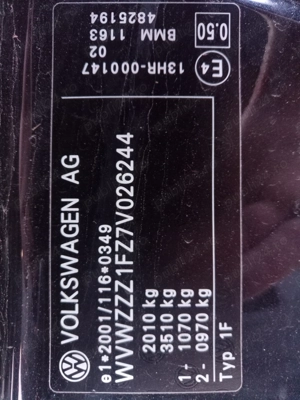 VOLKSWAGEN AG
e1*2001/116*0349
WVWZZZ1FZ7V026244
2010 kg
3510 kg
1- 1070 kg
2- 0970 kg
Typ 1F
E4
13HR-000147
02
0.50
BMM 1163
4825194